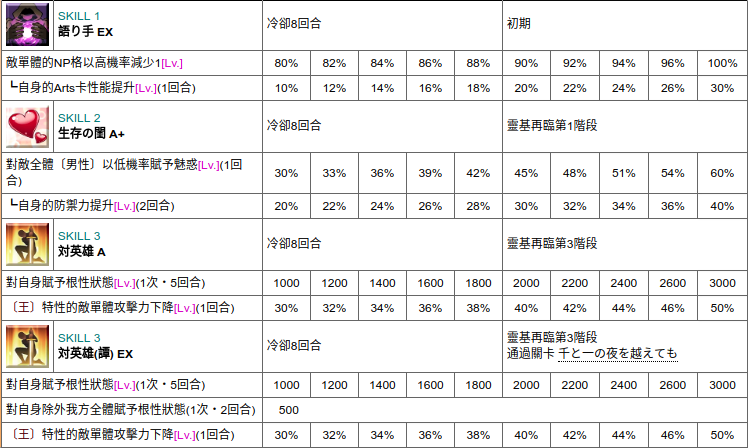 SKILL 1
語り手 EX
冷卻8回合
初期
敵單體的NP格以高機率減少1[Lv.]
80% 82% 84% 86% 88% 90% 92% 94% 96% 100%
┗自身的Arts卡性能提升[Lv.](1回合)
10% 12% 14% 16% 18% 20% 22% 24% 26% 30%
SKILL 2
生存の閨 A+
冷卻8回合
靈基再臨第1階段
對敵全體〔男性〕以低機率賦予魅惑[Lv.](1回
合)
30% 33% 36% 39% 42% 45% 48% 51% 54% 60%
┗自身的防禦力提升[Lv.](2回合)
20% 22% 24% 26% 28% 30% 32% 34% 36% 40%
SKILL 3
対英雄 A
冷卻8回合
靈基再臨第3階段
對自身賦予根性狀態[Lv.](1次・5回合)
1000 1200 1400 1600 1800 2000 2200 2400 2600 3000
〔王〕特性的敵單體攻擊力下降[Lv.](1回合)
30% 32% 34% 36% 38% 40% 42% 44% 46% 50%
SKILL 3
対英雄(譚) EX
冷卻8回合
靈基再臨第3階段
通過關卡 千と一の夜を越えても
對自身賦予根性狀態[Lv.](1次・5回合)
1000 1200 1400 1600 1800 2000 2200 2400 2600 3000
對自身除外我方全體賦予根性狀態(1次・2回合)
500
〔王〕特性的敵單體攻擊力下降[Lv.](1回合)
30% 32% 34% 36% 38% 40% 42% 44% 46% 50%